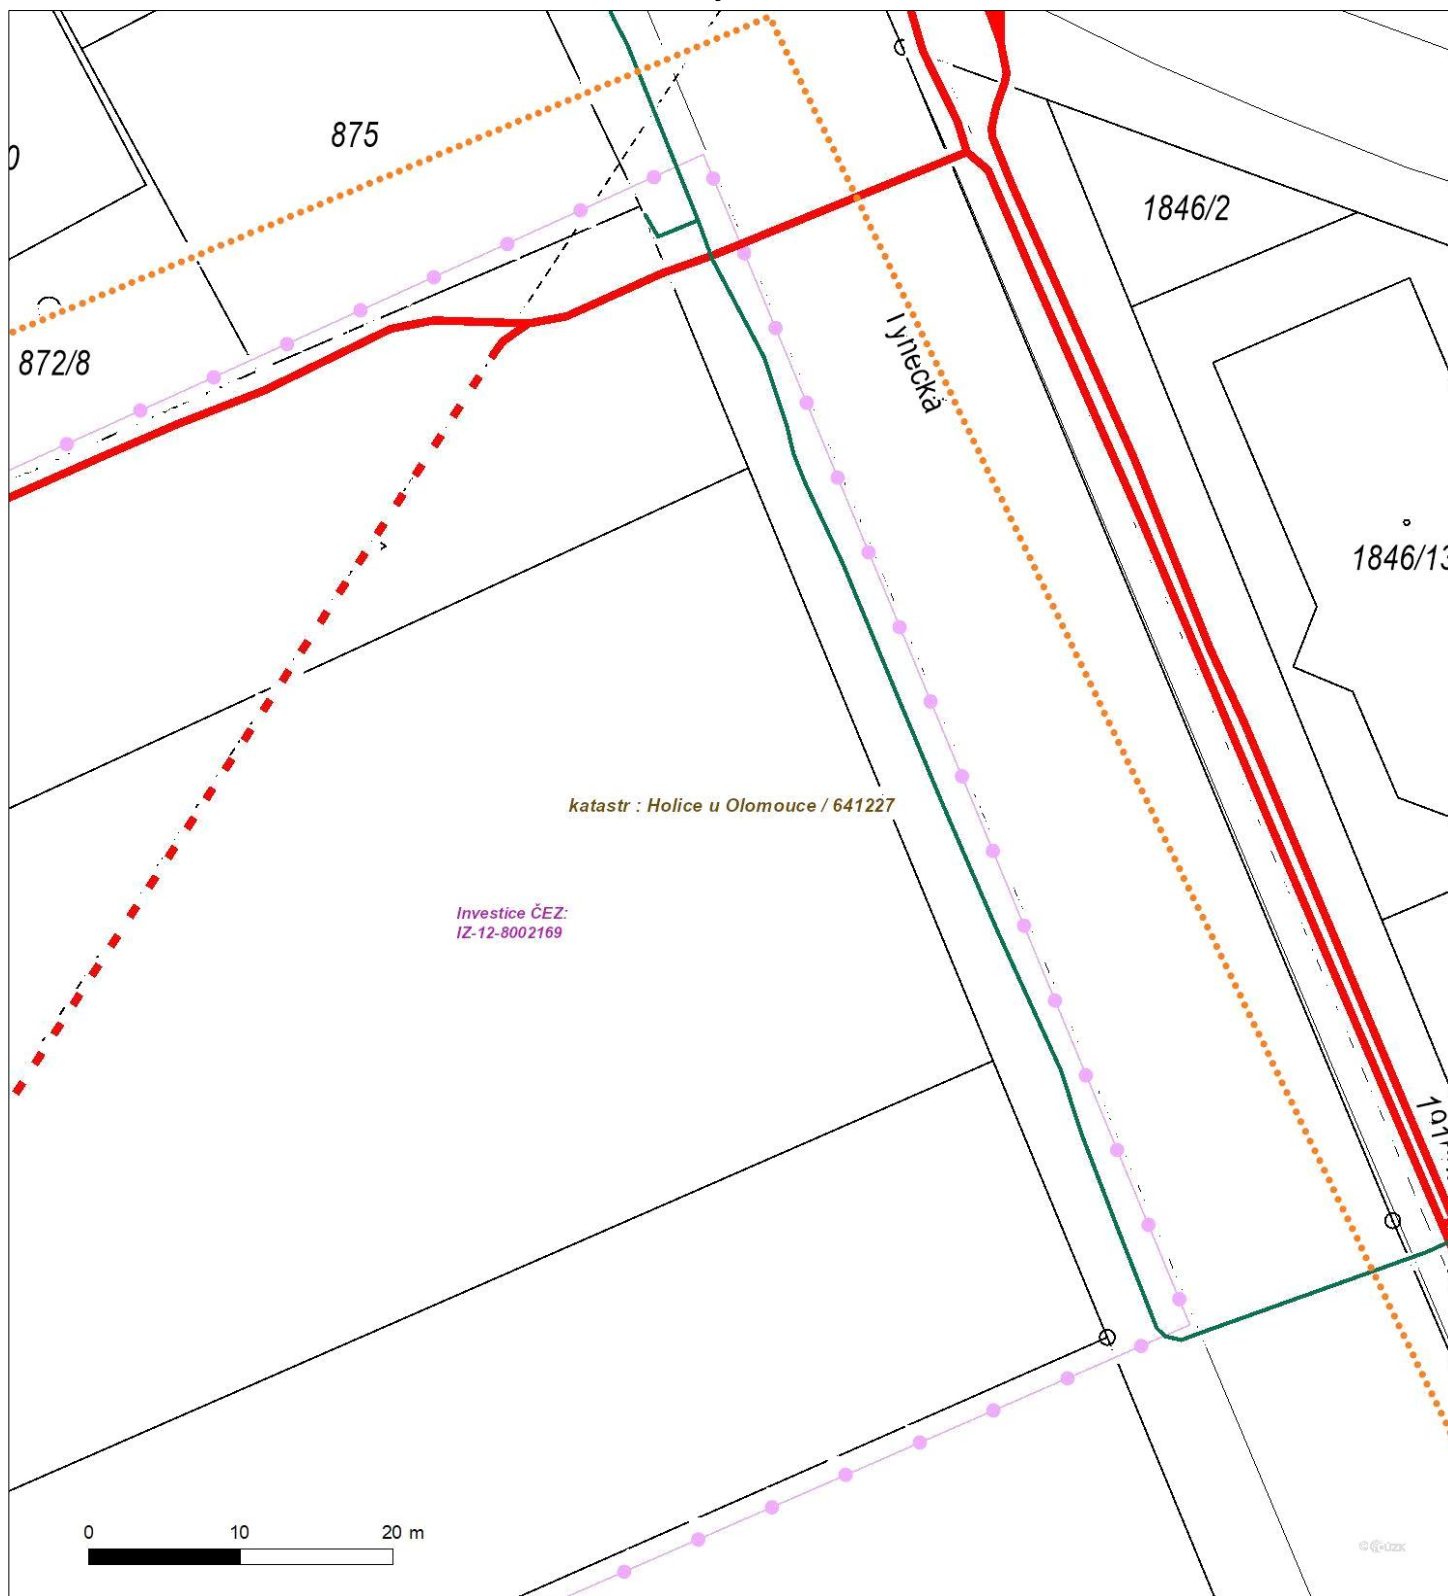 875
1846/2
872/8
Týnecká
1846/13
katastr : Holice u Olomouce / 641227
Investice ČEZ:
IZ-12-8002169
0 10 20 m